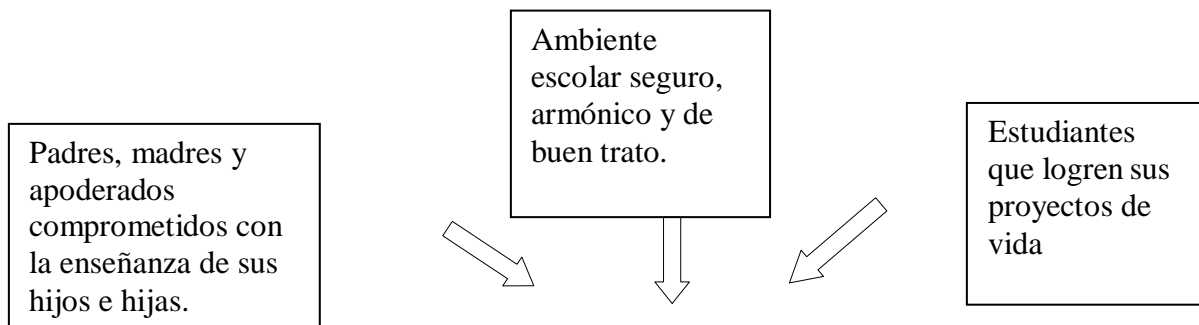 Padres, madres y
apoderados
comprometidos con
la enseñanza de sus
hijos e hijas.
Ambiente
escolar seguro,
armónico y de
buen trato.
Estudiantes
que logren sus
proyectos de
vida